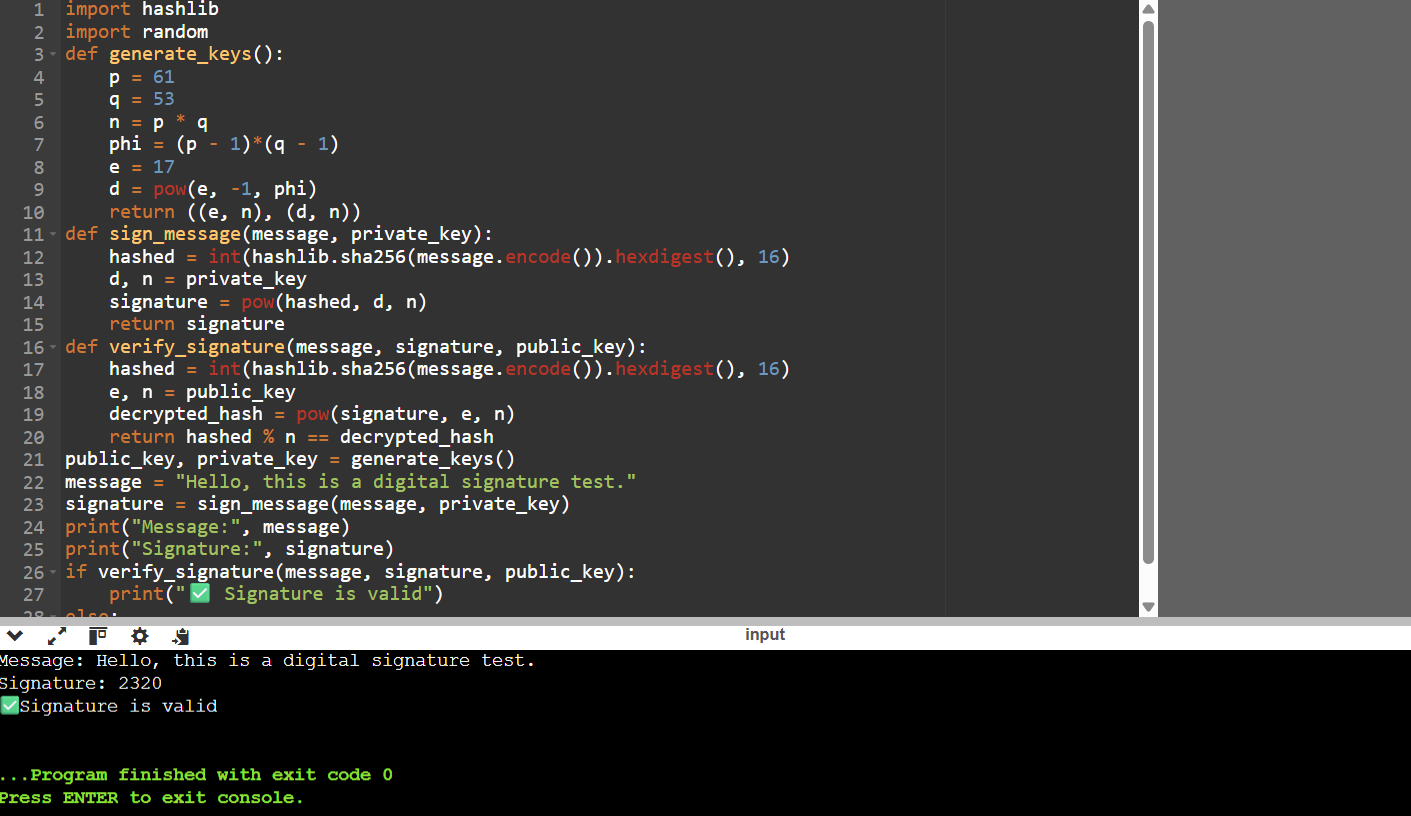 1 import hashlib
2 import random
3 def generate_keys():
4     p = 61
5     q = 53
6     n = p * q
7     phi = (p - 1)*(q - 1)
8     e = 17
9     d = pow(e, -1, phi)
10     return ((e, n), (d, n))
11 def sign_message(message, private_key):
12     hashed = int(hashlib.sha256(message.encode()).hexdigest(), 16)
13     d, n = private_key
14     signature = pow(hashed, d, n)
15     return signature
16 def verify_signature(message, signature, public_key):
17     hashed = int(hashlib.sha256(message.encode()).hexdigest(), 16)
18     e, n = public_key
19     decrypted_hash = pow(signature, e, n)
20     return hashed % n == decrypted_hash
21 public_key, private_key = generate_keys()
22 message = "Hello, this is a digital signature test."
23 signature = sign_message(message, private_key)
24 print("Message:", message)
25 print("Signature:", signature)
26 if verify_signature(message, signature, public_key):
27     print("✅ Signature is valid")
28 else:
input
Message: Hello, this is a digital signature test.
Signature: 2320
✅Signature is valid
...Program finished with exit code 0
Press ENTER to exit console.